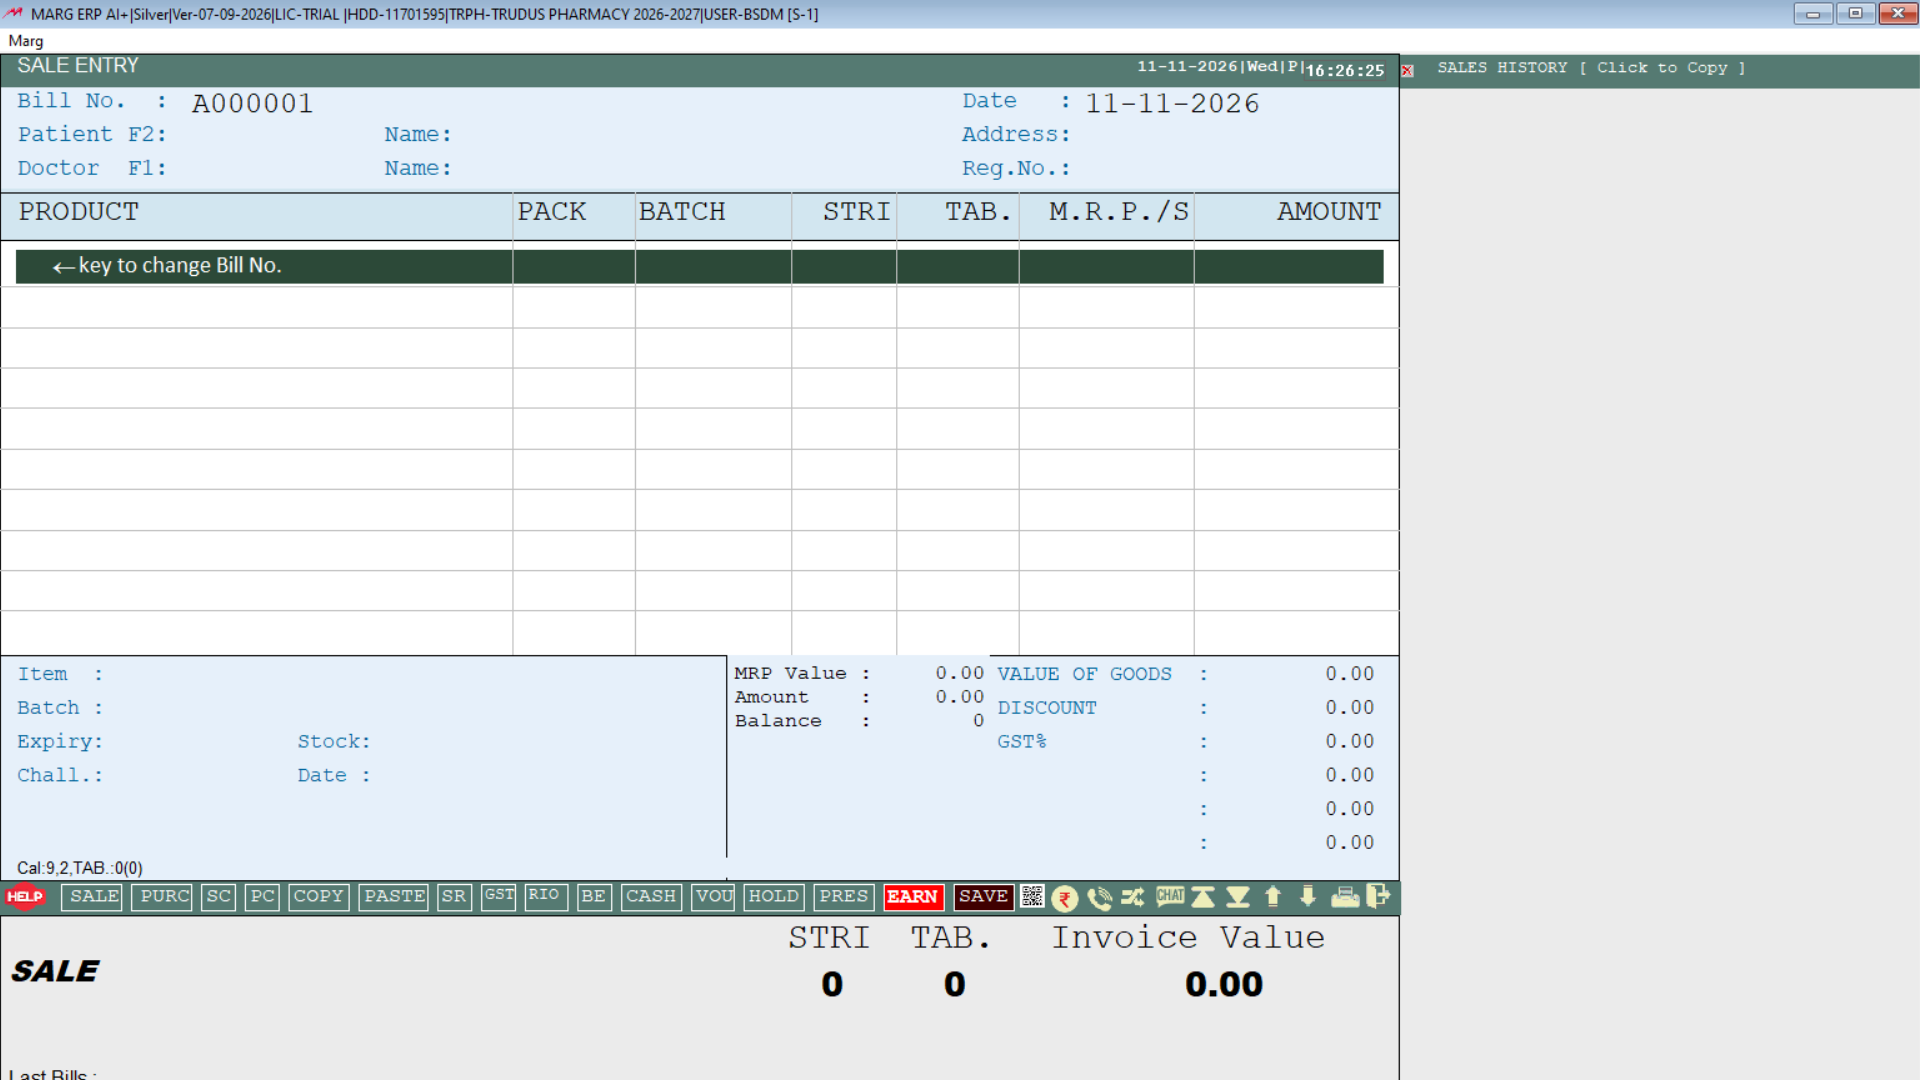 MARG ERP AI+|Silver|Ver-07-09-2026|LIC-TRIAL |HDD-11701595|TRPH-TRUDUS PHARMACY 2026-2027|USER-BSDM [S-1]
Marg
SALE ENTRY 11-11-2026|Wed|P|16:26:25 SALES HISTORY [ Click to Copy ]
Bill No. : A000001 Date : 11-11-2026
Patient F2: Name: Address:
Doctor F1: Name: Reg.No.:
PRODUCT PACK BATCH STRI TAB. M.R.P./S AMOUNT
←key to change Bill No.
Item : MRP Value : 0.00 VALUE OF GOODS : 0.00
Amount : 0.00
Batch : DISCOUNT : 0.00
Balance : 0
Expiry: Stock: GST% : 0.00
Chall.: Date : : 0.00
: 0.00
: 0.00
Cal:9,2,TAB.:0(0)
HELP SALE PURC SC PC COPY PASTE SR GST RIO BE CASH VOU HOLD PRES EARN SAVE ₹ CHAT
STRI TAB. Invoice Value
SALE 0 0 0.00
Last Bills :